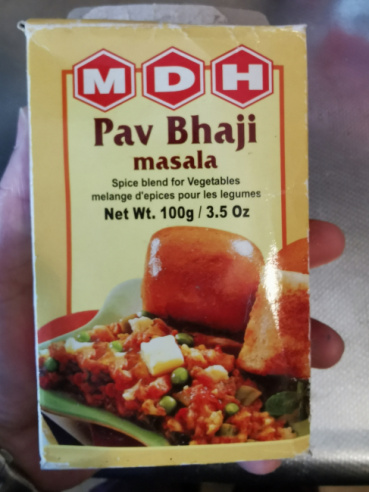 MDH
Pav Bhaji
masala
Spice blend for Vegetables
melange d'epices pour les legumes
Net Wt. 100g / 3.5 Oz